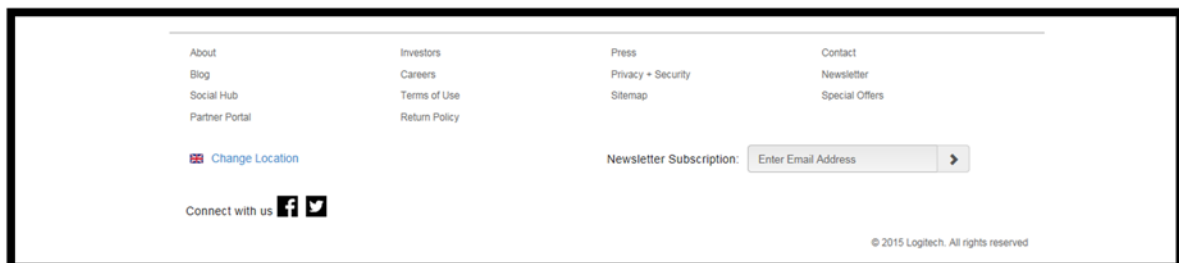 About Investors Press Contact
Blog Careers Privacy + Security Newsletter
Social Hub Terms of Use Sitemap Special Offers
Partner Portal Return Policy
Change Location Newsletter Subscription: Enter Email Address
Connect with us
© 2015 Logitech. All rights reserved